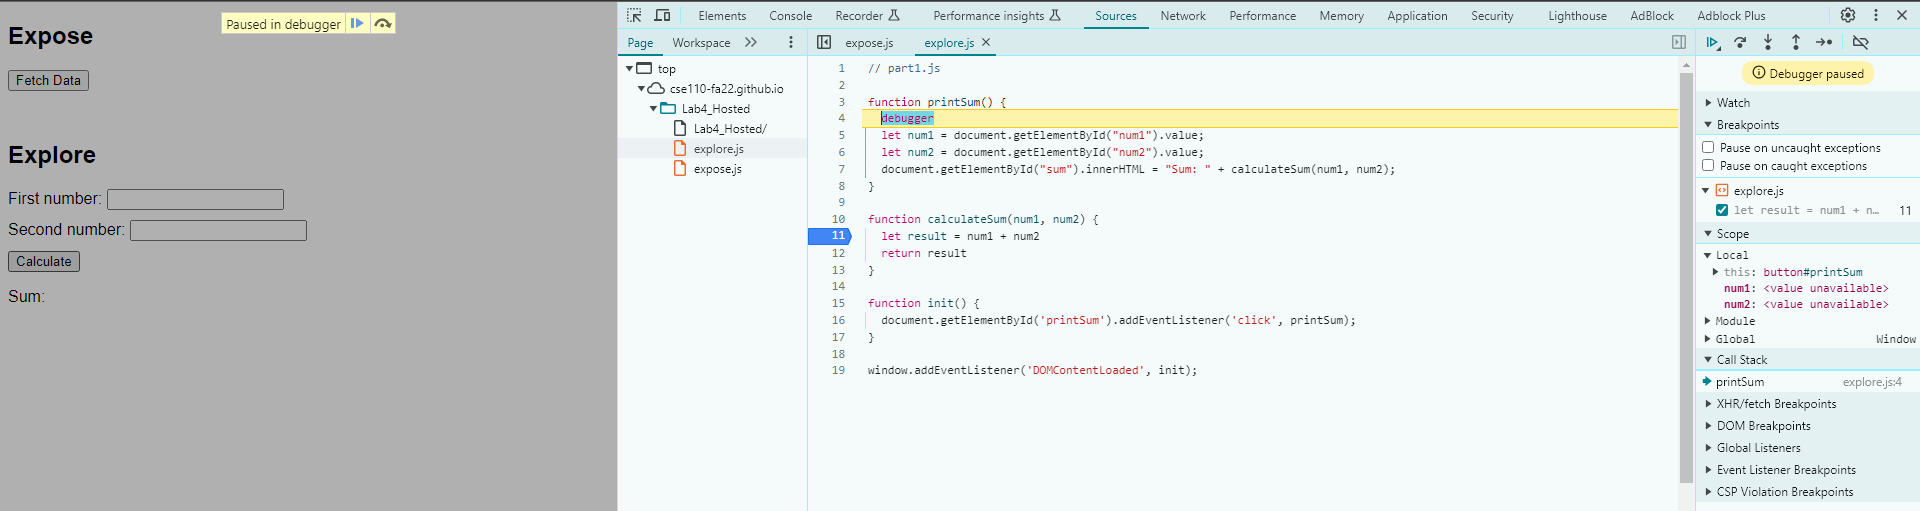 Paused in debugger
Expose
Fetch Data
Explore
First number:
Second number:
Calculate
Sum:
Elements Console Recorder Performance insights Sources Network Performance Memory Application Security Lighthouse AdBlock Adblock Plus
Page Workspace
top
cse110-fa22.github.io
Lab4_Hosted
Lab4_Hosted/
explore.js
expose.js
expose.js explore.js
1 // part1.js
2
3 function printSum() {
4 debugger
5 let num1 = document.getElementById("num1").value;
6 let num2 = document.getElementById("num2").value;
7 document.getElementById("sum").innerHTML = "Sum: " + calculateSum(num1, num2);
8 }
9
10 function calculateSum(num1, num2) {
11 let result = num1 + num2
12 return result
13 }
14
15 function init() {
16 document.getElementById('printSum').addEventListener('click', printSum);
17 }
18
19 window.addEventListener('DOMContentLoaded', init);
Debugger paused
Watch
Breakpoints
Pause on uncaught exceptions
Pause on caught exceptions
explore.js
let result = num1 + n… 11
Scope
Local
this: button#printSum
num1: <value unavailable>
num2: <value unavailable>
Module
Global Window
Call Stack
printSum explore.js:4
XHR/fetch Breakpoints
DOM Breakpoints
Global Listeners
Event Listener Breakpoints
CSP Violation Breakpoints